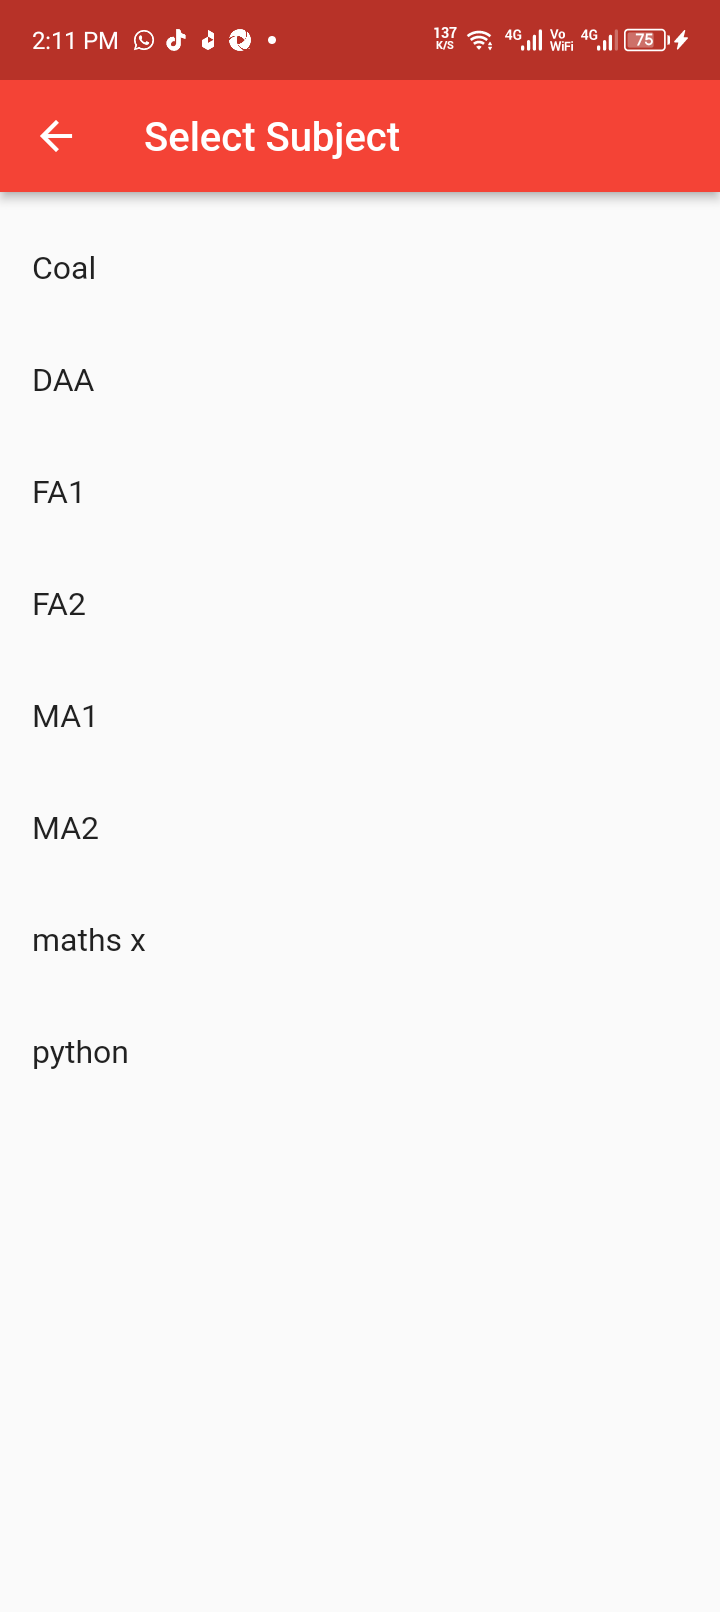 2:11 PM
137
K/S
4G
Vo
WiFi
4G
75
Select Subject
Coal
DAA
FA1
FA2
MA1
MA2
maths x
python